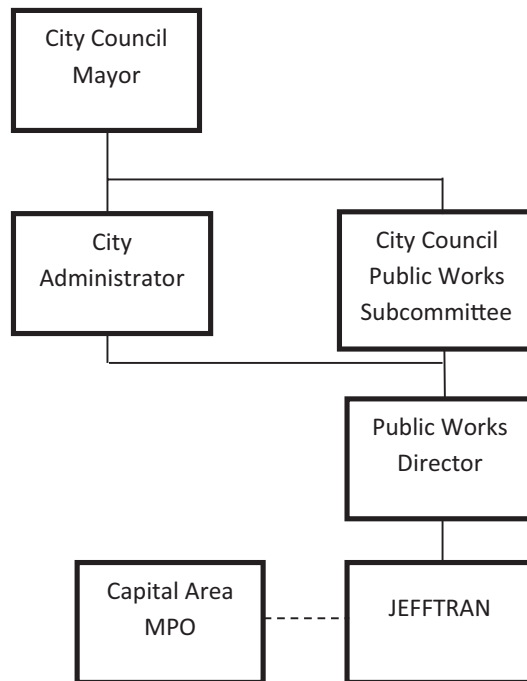 City Council
Mayor
City
Administrator
City Council
Public Works
Subcommittee
Public Works
Director
Capital Area
MPO
JEFFTRAN